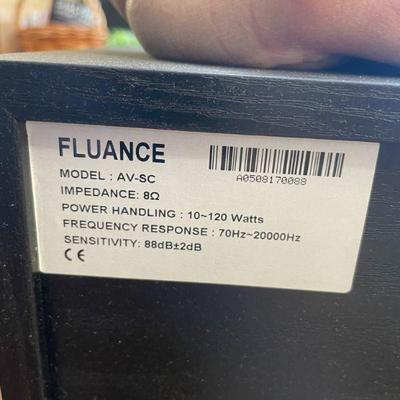 FLUANCE
A0508170088
MODEL : AV-SC
IMPEDANCE: 8Ω
POWER HANDLING : 10~120 Watts
FREQUENCY RESPONSE : 70Hz~20000Hz
SENSITIVITY: 88dB±2dB
CE